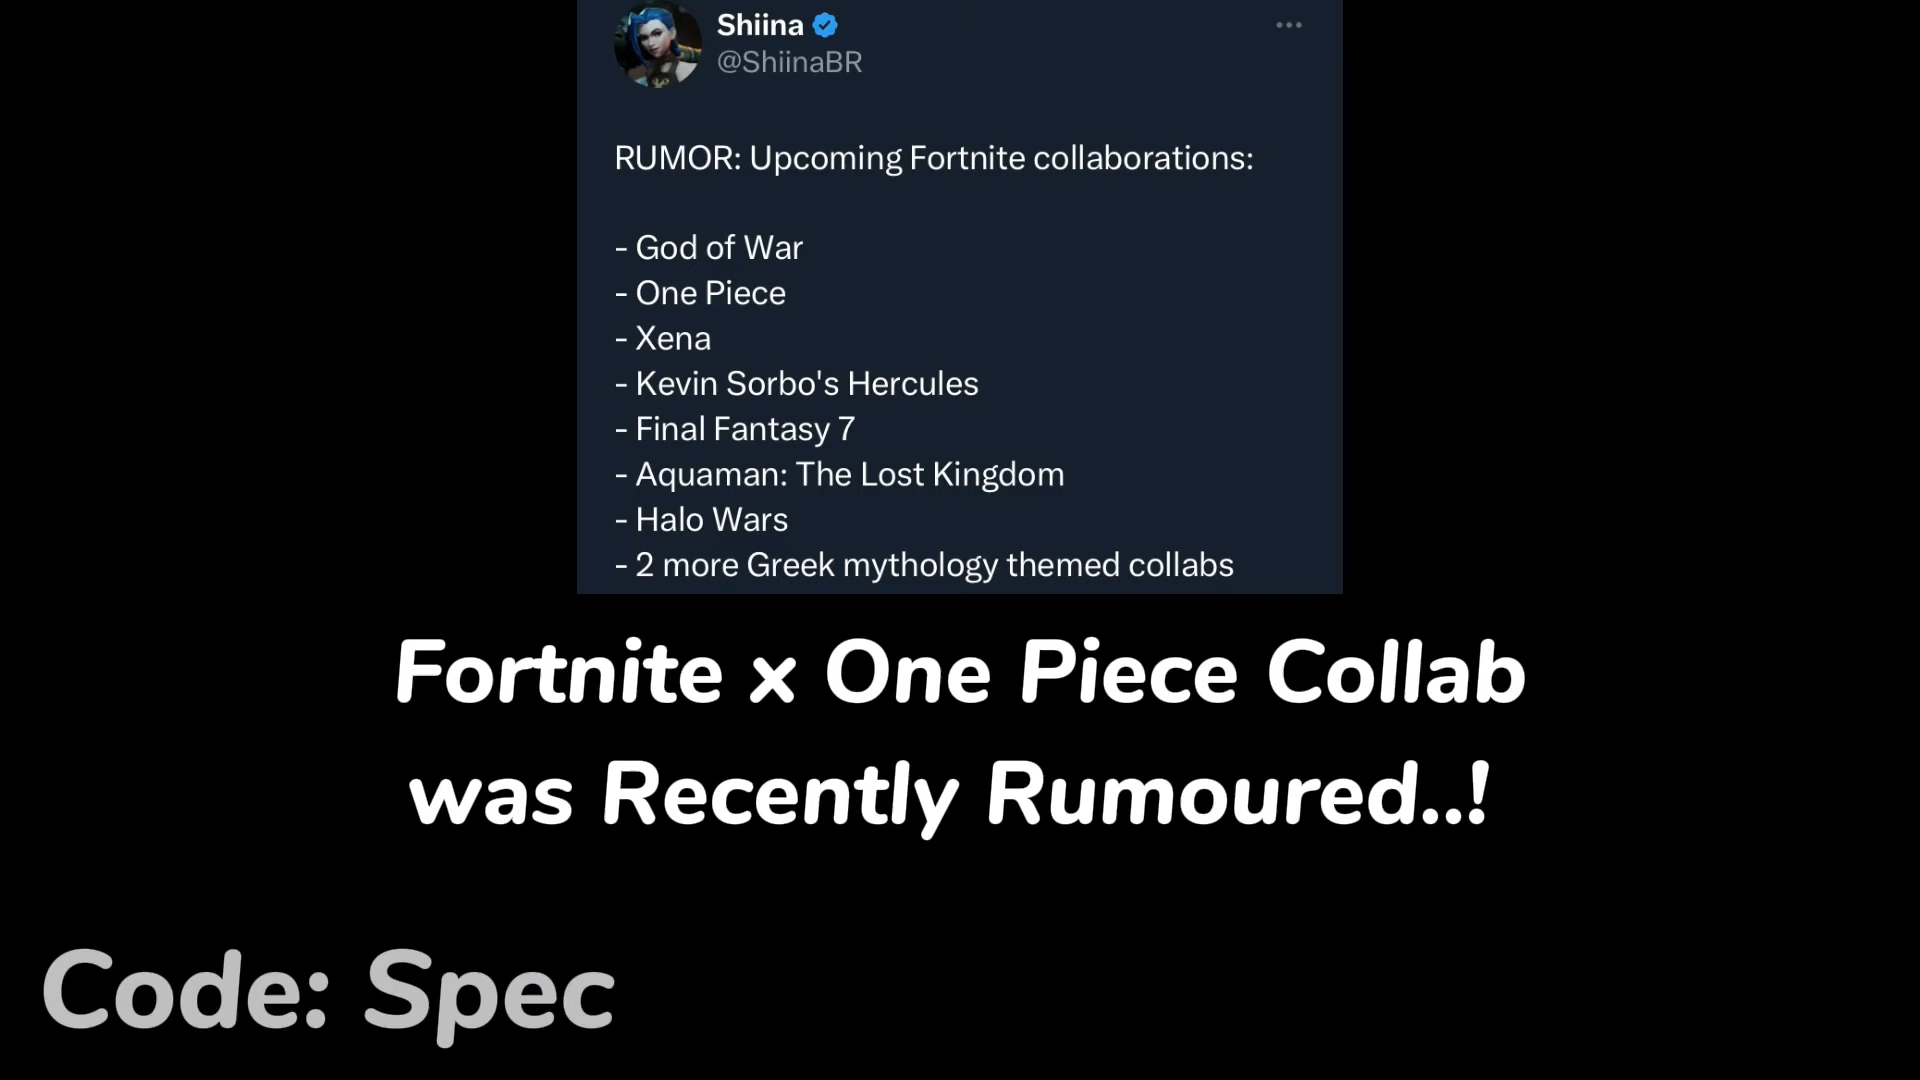 Shiina
@ShiinaBR
RUMOR: Upcoming Fortnite collaborations:
- God of War
- One Piece
- Xena
- Kevin Sorbo's Hercules
- Final Fantasy 7
- Aquaman: The Lost Kingdom
- Halo Wars
- 2 more Greek mythology themed collabs
Fortnite x One Piece Collab
was Recently Rumoured..!
Code: Spec